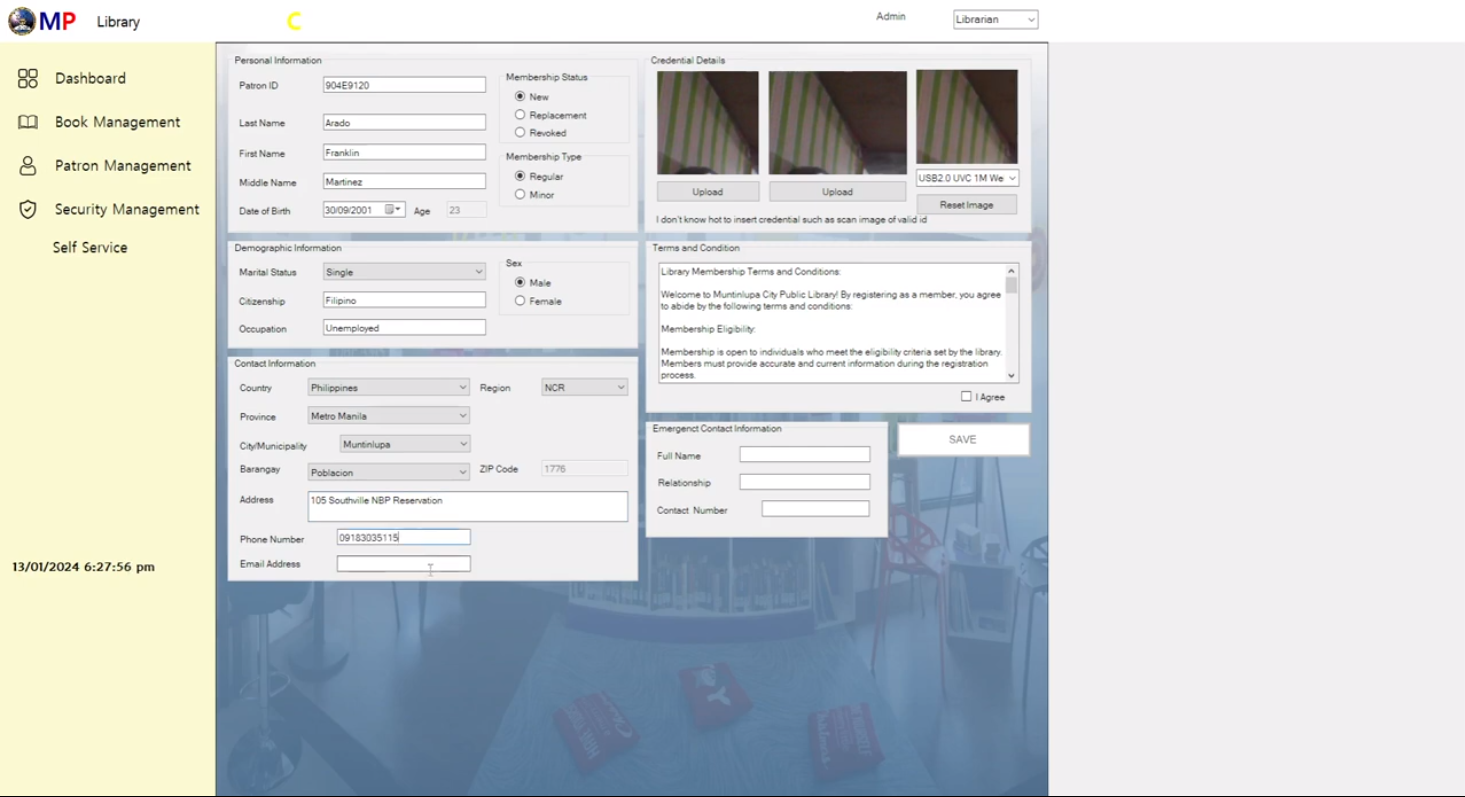 MP Library C Admin Librarian
Dashboard
Book Management
Patron Management
Security Management
Self Service
13/01/2024 6:27:56 pm
Personal Information
Patron ID 904E9120
Last Name Arado
First Name Franklin
Middle Name Martinez
Date of Birth 30/09/2001 Age 23
Membership Status
New
Replacement
Revoked
Membership Type
Regular
Minor
Demographic Information
Marital Status Single
Citizenship Filipino
Occupation Unemployed
Sex
Male
Female
Contact Information
Country Philippines Region NCR
Province Metro Manila
City/Municipality Muntinlupa
Barangay Poblacion ZIP Code 1776
Address 105 Southville NBP Reservation
Phone Number 09183035115
Email Address
Credential Details
USB2.0 UVC 1M We
Upload Upload Reset Image
I don't know hot to insert credential such as scan image of valid id
Terms and Condition
Library Membership Terms and Conditions:
Welcome to Muntinlupa City Public Library! By registering as a member, you agree
to abide by the following terms and conditions:
Membership Eligibility:
Membership is open to individuals who meet the eligibility criteria set by the library.
Members must provide accurate and current information during the registration
process.
I Agree
Emergenct Contact Information
Full Name
Relationship
Contact Number
SAVE